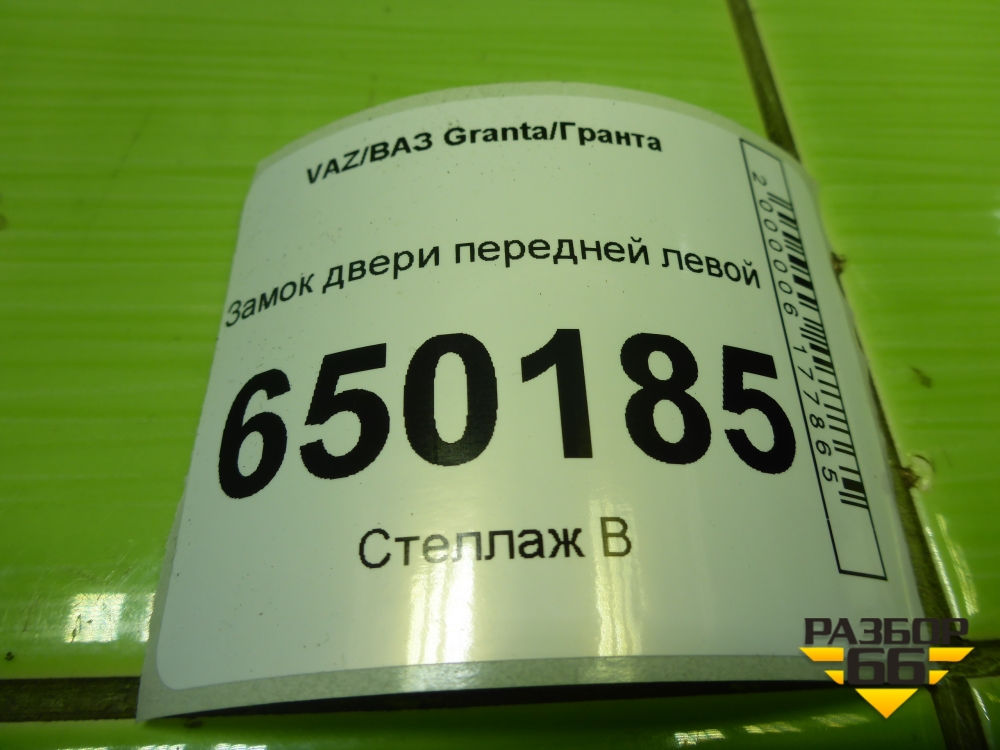 VAZ/ВАЗ Granta/Гранта
Замок двери передней левой
650185
Стеллаж В
2000006177865
РАЗБОР
66